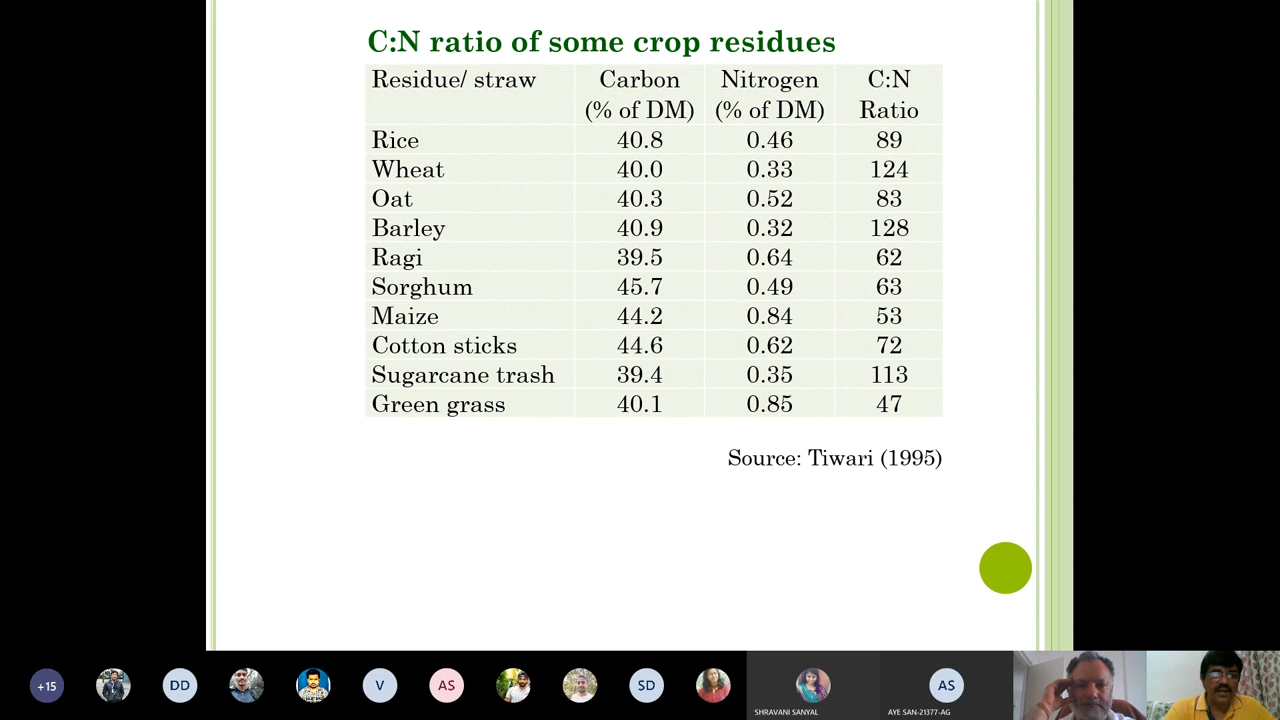 C:N ratio of some crop residues
Residue/ straw Carbon (% of DM) Nitrogen (% of DM) C:N Ratio
Rice 40.8 0.46 89
Wheat 40.0 0.33 124
Oat 40.3 0.52 83
Barley 40.9 0.32 128
Ragi 39.5 0.64 62
Sorghum 45.7 0.49 63
Maize 44.2 0.84 53
Cotton sticks 44.6 0.62 72
Sugarcane trash 39.4 0.35 113
Green grass 40.1 0.85 47
Source: Tiwari (1995)
+15 DD V AS SD AS
SHRAVANI SANYAL AYE SAN-21377-AG